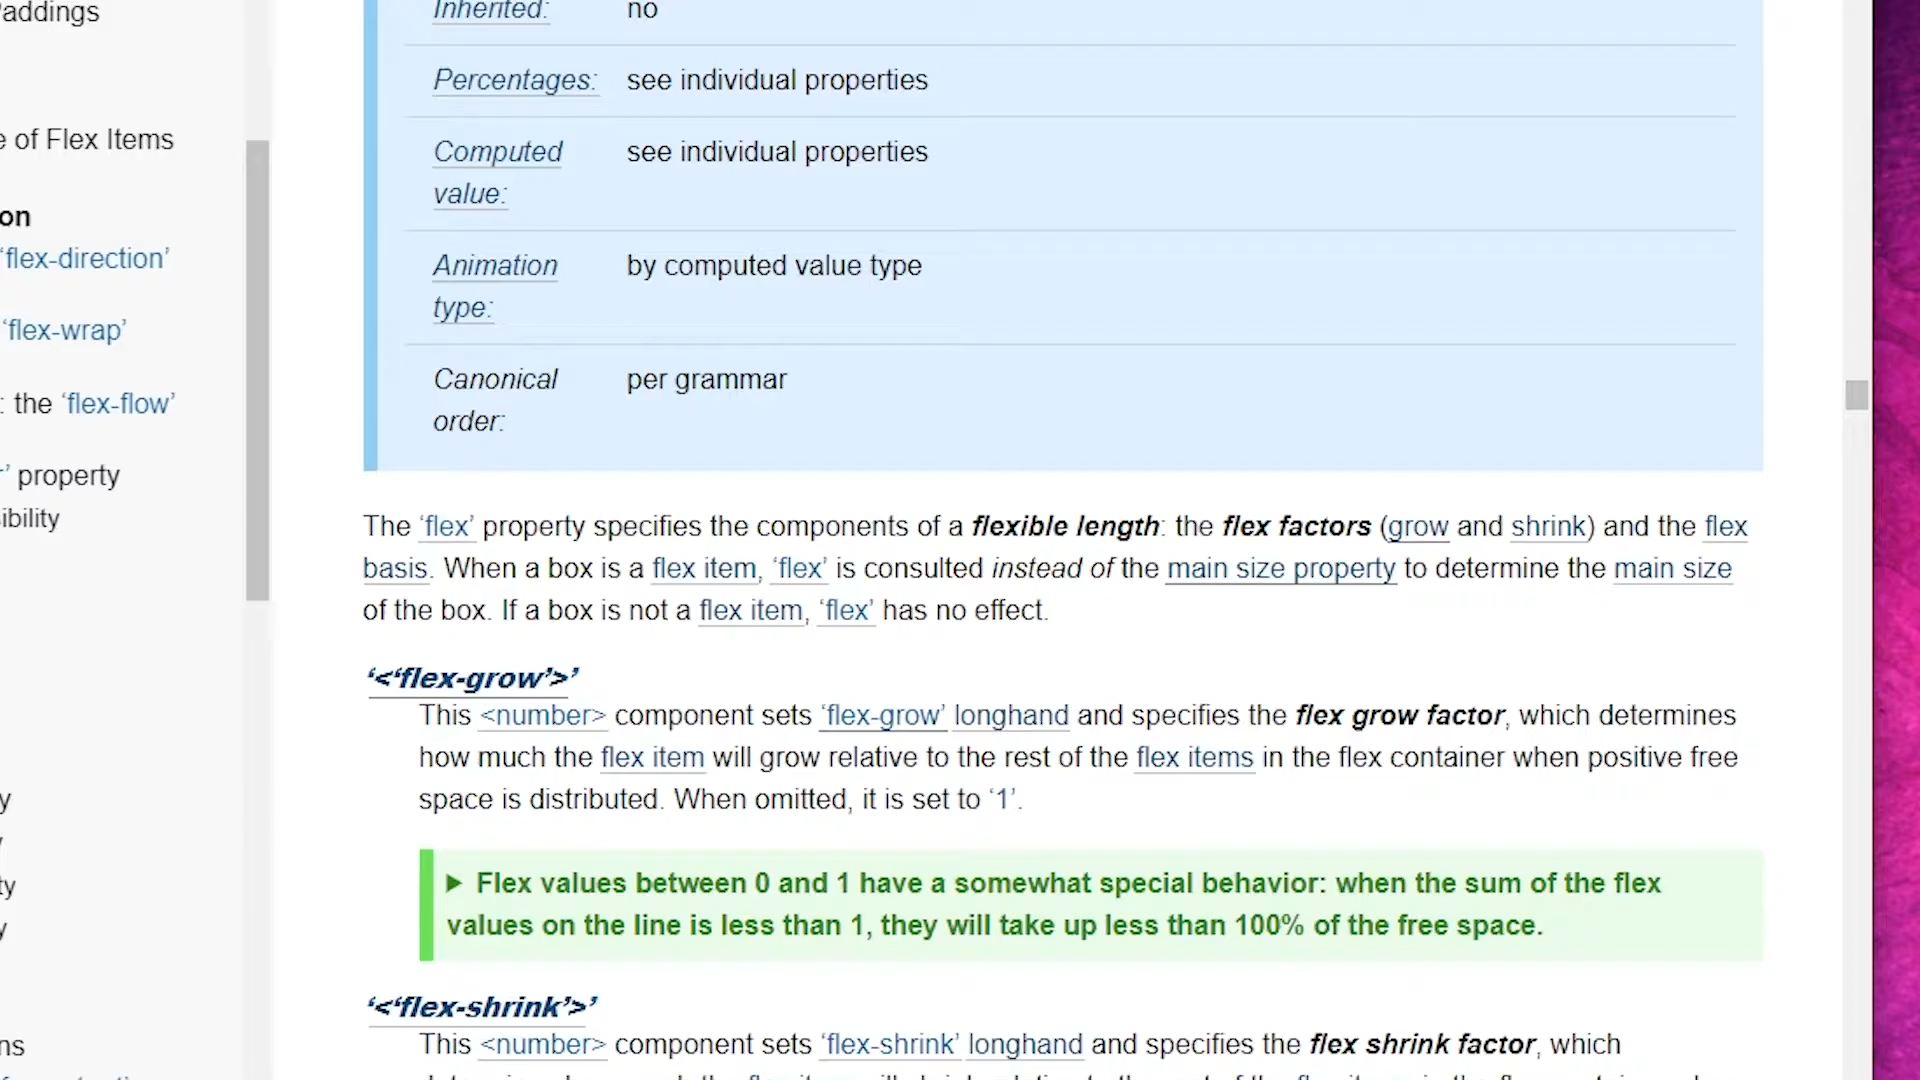 addings
of Flex Items
on
‘flex-direction’
‘flex-wrap’
: the ‘flex-flow’
’ property
ibility
y
ty
y
ns
Inherited: no
Percentages: see individual properties
Computed see individual properties
value:
Animation by computed value type
type:
Canonical per grammar
order:
The ‘flex’ property specifies the components of a flexible length: the flex factors (grow and shrink) and the flex
basis. When a box is a flex item, ‘flex’ is consulted instead of the main size property to determine the main size
of the box. If a box is not a flex item, ‘flex’ has no effect.
‘<‘flex-grow’>’
This <number> component sets ‘flex-grow’ longhand and specifies the flex grow factor, which determines
how much the flex item will grow relative to the rest of the flex items in the flex container when positive free
space is distributed. When omitted, it is set to ‘1’.
▶ Flex values between 0 and 1 have a somewhat special behavior: when the sum of the flex
values on the line is less than 1, they will take up less than 100% of the free space.
‘<‘flex-shrink’>’
This <number> component sets ‘flex-shrink’ longhand and specifies the flex shrink factor, which